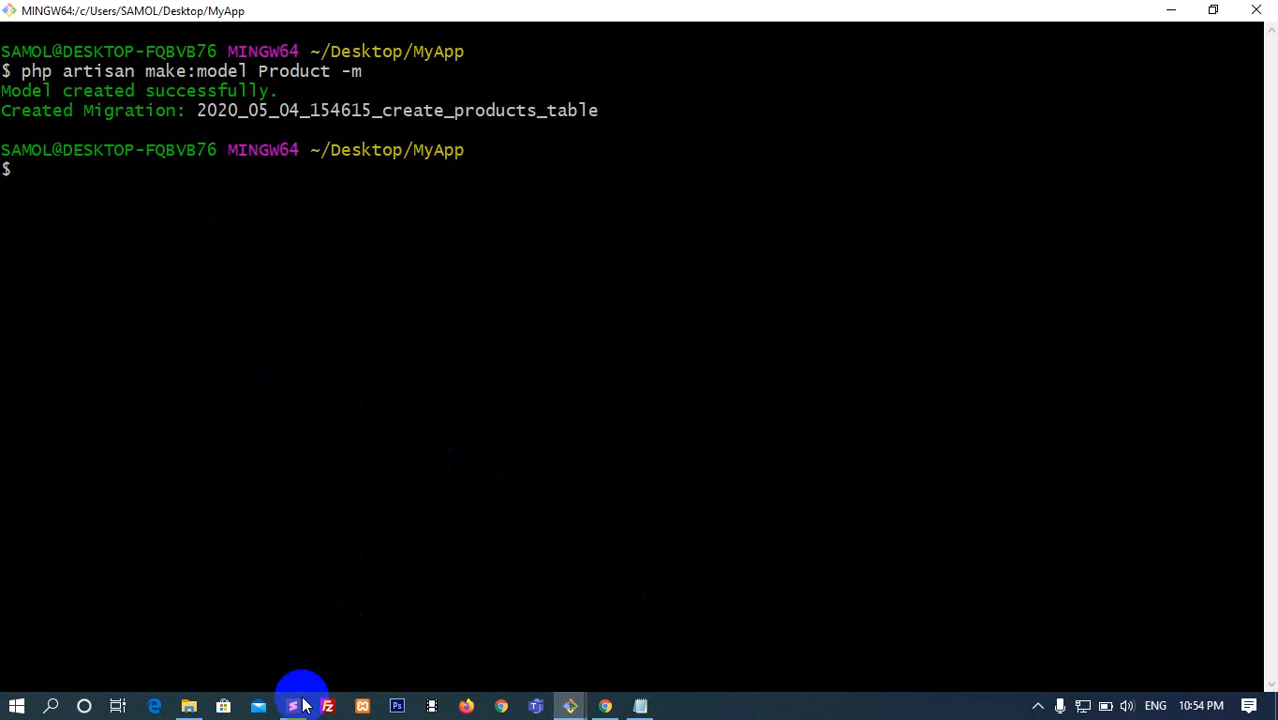 MINGW64:/c/Users/SAMOL/Desktop/MyApp
SAMOL@DESKTOP-FQBVB76 MINGW64 ~/Desktop/MyApp
$ php artisan make:model Product -m
Model created successfully.
Created Migration: 2020_05_04_154615_create_products_table
SAMOL@DESKTOP-FQBVB76 MINGW64 ~/Desktop/MyApp
$
Ps
ENG 10:54 PM